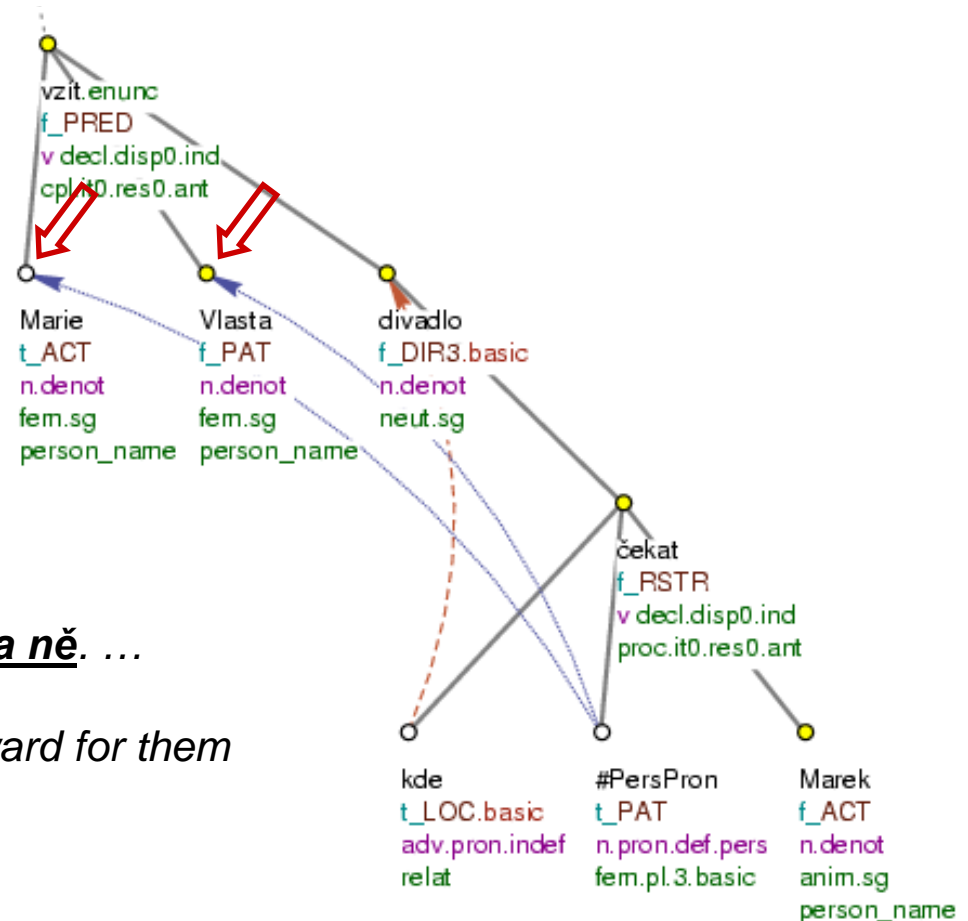 vzít.enunc
f_PRED
v decl.disp0.ind
cpl.it0.res0.ant
Marie
t_ACT
n.denot
fem.sg
person_name
Vlasta
f_PAT
n.denot
fem.sg
person_name
divadlo
f_DIR3.basic
n.denot
neut.sg
čekat
f_RSTR
v decl.disp0.ind
proc.it0.res0.ant
a ně. …
ard for them
kde
t_LOC.basic
adv.pron.indef
relat
#PersPron
t_PAT
n.pron.def.pers
fem.pl.3.basic
Marek
f_ACT
n.denot
anim.sg
person_name